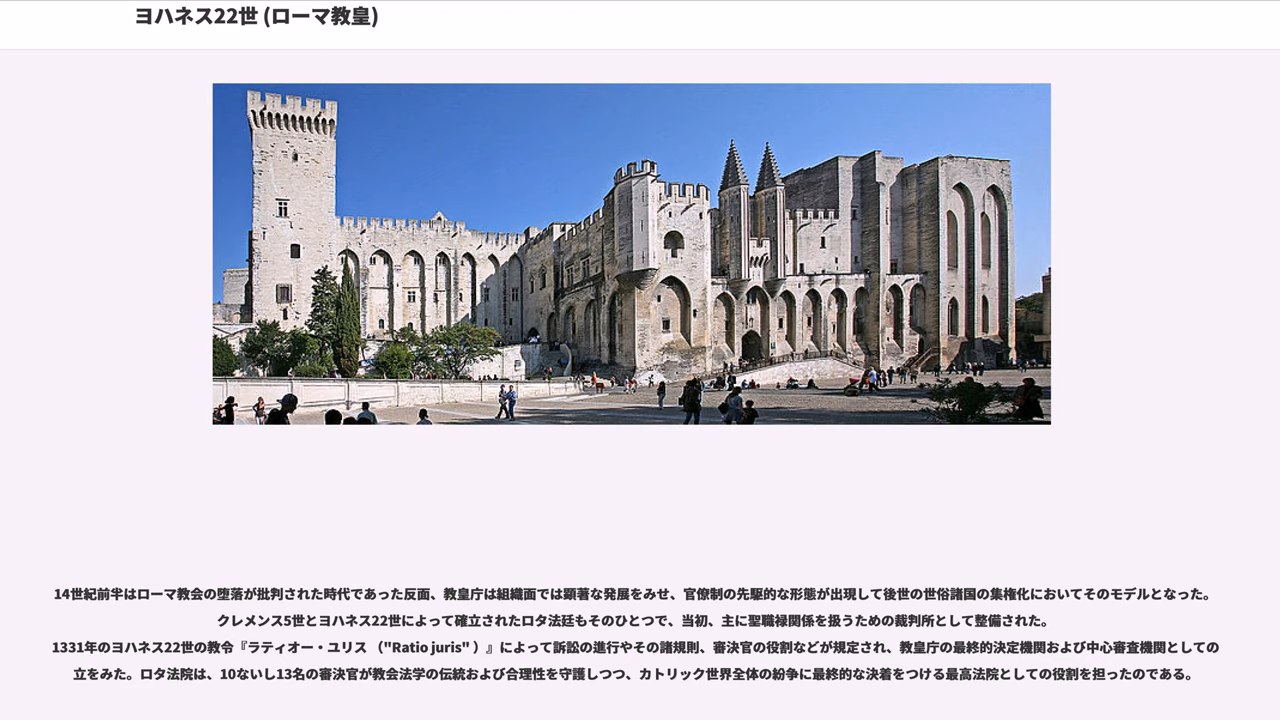 ヨハネス22世 (ローマ教皇)
14世紀前半はローマ教会の堕落が批判された時代であった反面、教皇庁は組織面では顕著な発展をみせ、官僚制の先駆的な形態が出現して後世の世俗諸国の集権化においてそのモデルとなった。
クレメンス5世とヨハネス22世によって確立されたロタ法廷もそのひとつで、当初、主に聖職禄関係を扱うための裁判所として整備された。
1331年のヨハネス22世の教令『ラティオー・ユリス （"Ratio juris" ）』によって訴訟の進行やその諸規則、審決官の役割などが規定され、教皇庁の最終的決定機関および中心審査機関としての
立をみた。ロタ法院は、10ないし13名の審決官が教会法学の伝統および合理性を守護しつつ、カトリック世界全体の紛争に最終的な決着をつける最高法院としての役割を担ったのである。